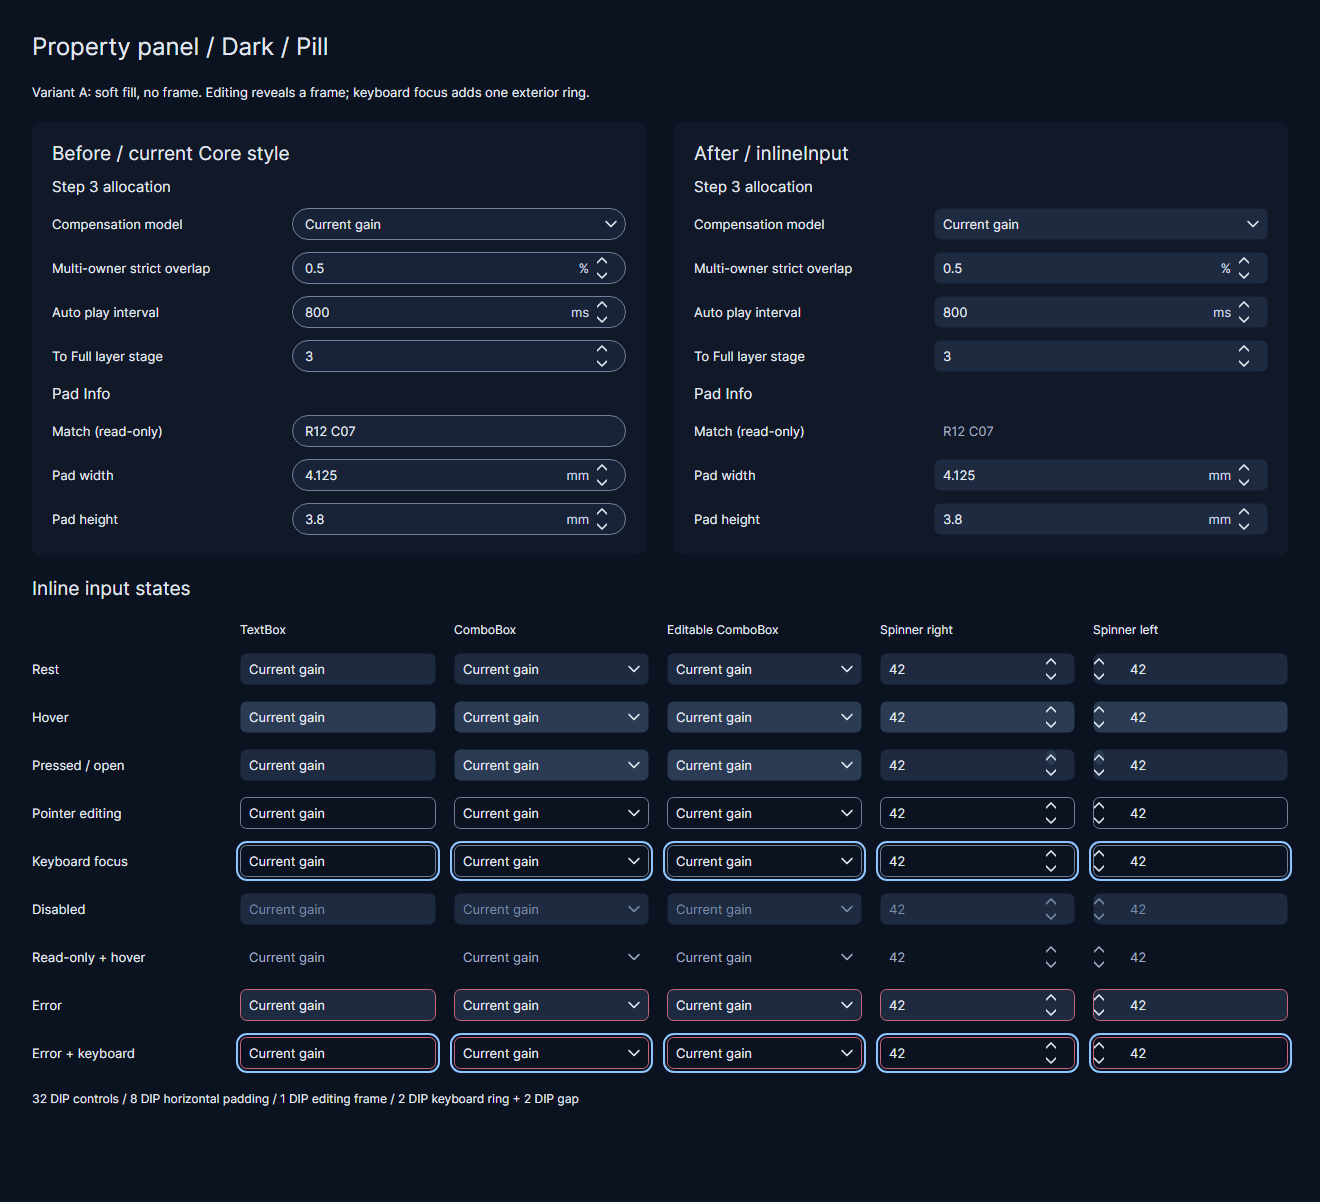 Property panel / Dark / Pill
Variant A: soft fill, no frame. Editing reveals a frame; keyboard focus adds one exterior ring.
Before / current Core style
Step 3 allocation
Compensation model Current gain
Multi-owner strict overlap 0.5 %
Auto play interval 800 ms
To Full layer stage 3
Pad Info
Match (read-only) R12 C07
Pad width 4.125 mm
Pad height 3.8 mm
After / inlineInput
Step 3 allocation
Compensation model Current gain
Multi-owner strict overlap 0.5 %
Auto play interval 800 ms
To Full layer stage 3
Pad Info
Match (read-only) R12 C07
Pad width 4.125 mm
Pad height 3.8 mm
Inline input states
TextBox ComboBox Editable ComboBox Spinner right Spinner left
Rest Current gain Current gain Current gain 42 42
Hover Current gain Current gain Current gain 42 42
Pressed / open Current gain Current gain Current gain 42 42
Pointer editing Current gain Current gain Current gain 42 42
Keyboard focus Current gain Current gain Current gain 42 42
Disabled Current gain Current gain Current gain 42 42
Read-only + hover Current gain Current gain Current gain 42 42
Error Current gain Current gain Current gain 42 42
Error + keyboard Current gain Current gain Current gain 42 42
32 DIP controls / 8 DIP horizontal padding / 1 DIP editing frame / 2 DIP keyboard ring + 2 DIP gap